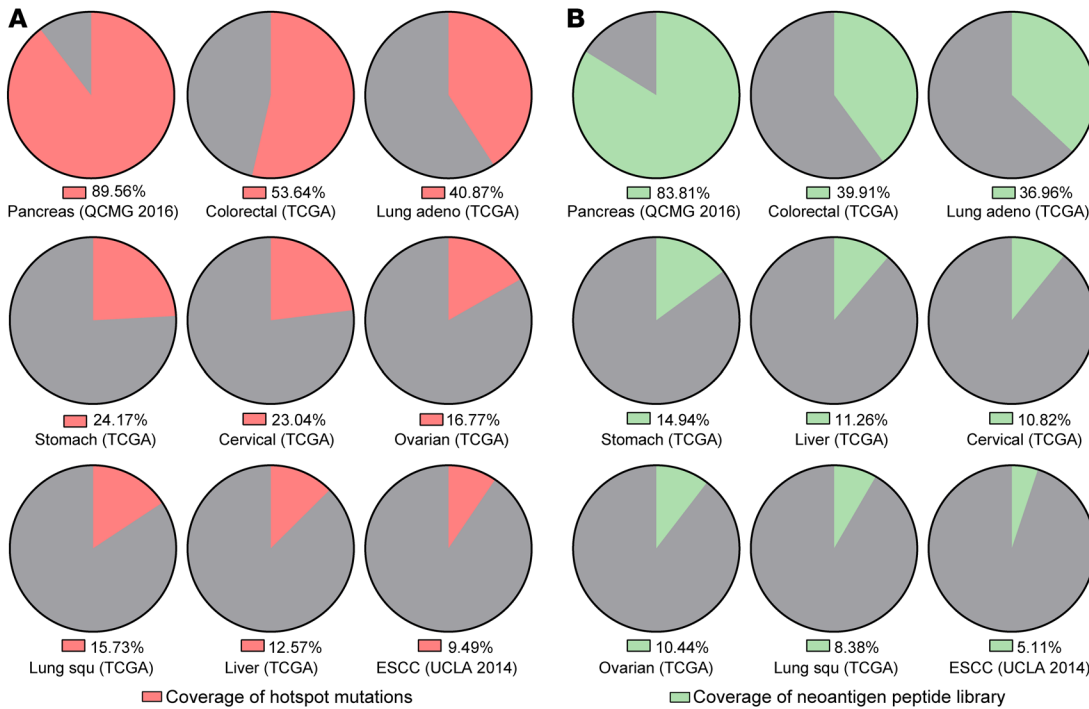 A
89.56%
Pancreas (QCMG 2016)
53.64%
Colorectal (TCGA)
40.87%
Lung adeno (TCGA)
24.17%
Stomach (TCGA)
23.04%
Cervical (TCGA)
16.77%
Ovarian (TCGA)
15.73%
Lung squ (TCGA)
12.57%
Liver (TCGA)
9.49%
ESCC (UCLA 2014)
Coverage of hotspot mutations
B
83.81%
Pancreas (QCMG 2016)
39.91%
Colorectal (TCGA)
36.96%
Lung adeno (TCGA)
14.94%
Stomach (TCGA)
11.26%
Liver (TCGA)
10.82%
Cervical (TCGA)
10.44%
Ovarian (TCGA)
8.38%
Lung squ (TCGA)
5.11%
ESCC (UCLA 2014)
Coverage of neoantigen peptide library